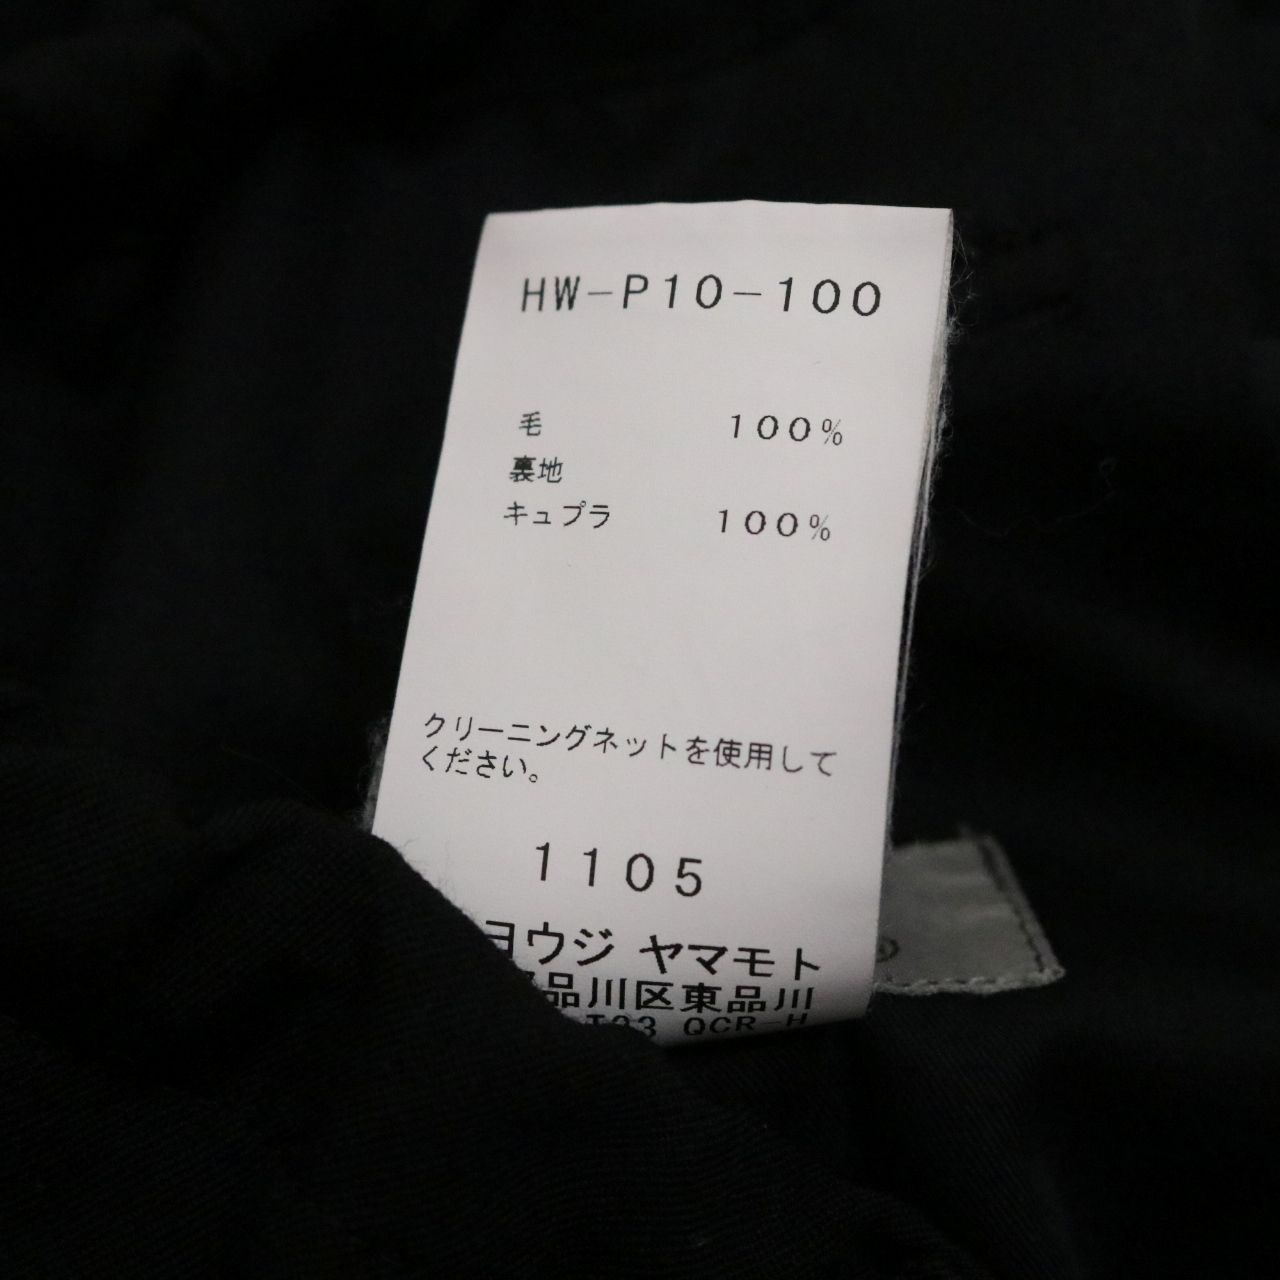 HW-P10-100
毛 100%
裏地
キュプラ 100%
クリーニングネットを使用して
ください。
1105
ヨウジ ヤマモト
品川区東品川
QCR-H